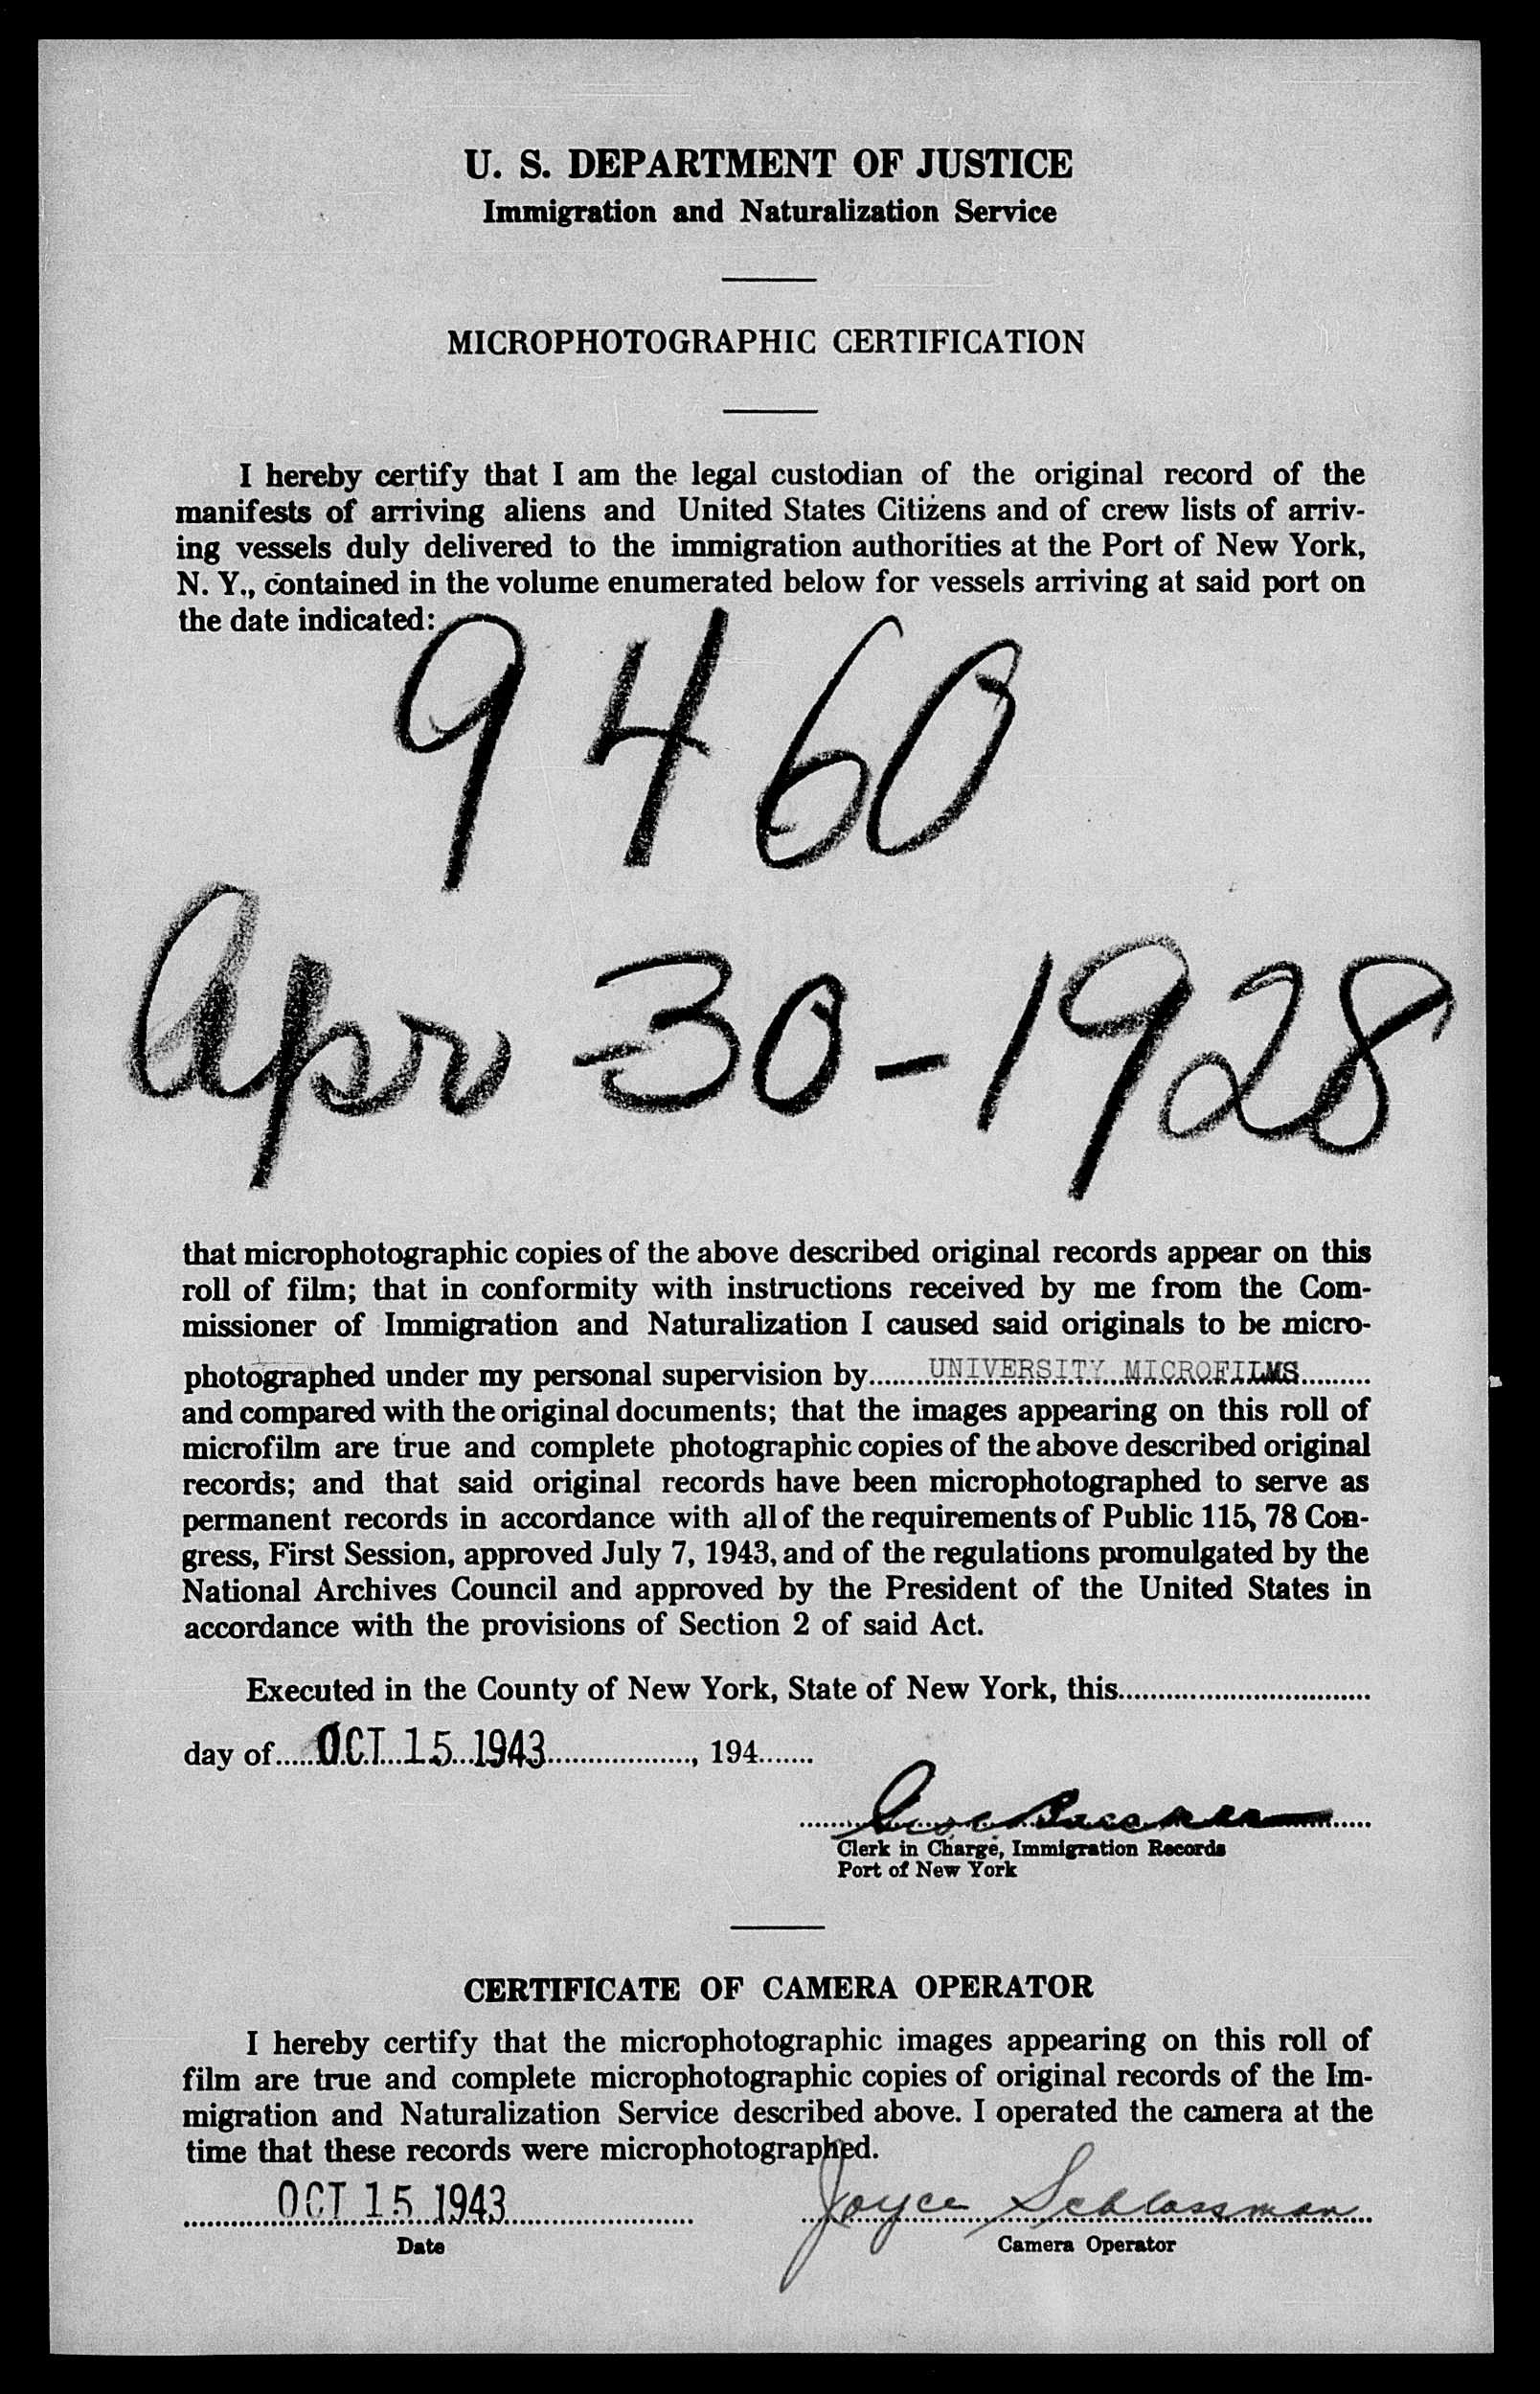 U. S. DEPARTMENT OF JUSTICE
Immigration and Naturalization Service
MICROPHOTOGRAPHIC CERTIFICATION
I hereby certify that I am the legal custodian of the original record of the
manifests of arriving aliens and United States Citizens and of crew lists of arriv-
ing vessels duly delivered to the immigration authorities at the Port of New York,
N. Y., contained in the volume enumerated below for vessels arriving at said port on
the date indicated:
9460
Apr - 30 - 1928
that microphotographic copies of the above described original records appear on this
roll of film; that in conformity with instructions received by me from the Com-
missioner of Immigration and Naturalization I caused said originals to be micro-
photographed under my personal supervision by.......UNIVERSITY MICROFILMS.........
and compared with the original documents; that the images appearing on this roll of
microfilm are true and complete photographic copies of the above described original
records; and that said original records have been microphotographed to serve as
permanent records in accordance with all of the requirements of Public 115, 78 Con-
gress, First Session, approved July 7, 1943, and of the regulations promulgated by the
National Archives Council and approved by the President of the United States in
accordance with the provisions of Section 2 of said Act.
Executed in the County of New York, State of New York, this................................
day of.....OCT 15 1943.................., 194.......
Clerk in Charge, Immigration Records
Port of New York
CERTIFICATE OF CAMERA OPERATOR
I hereby certify that the microphotographic images appearing on this roll of
film are true and complete microphotographic copies of original records of the Im-
migration and Naturalization Service described above. I operated the camera at the
time that these records were microphotographed.
OCT 15 1943 Joyce Schlossman
Date Camera Operator